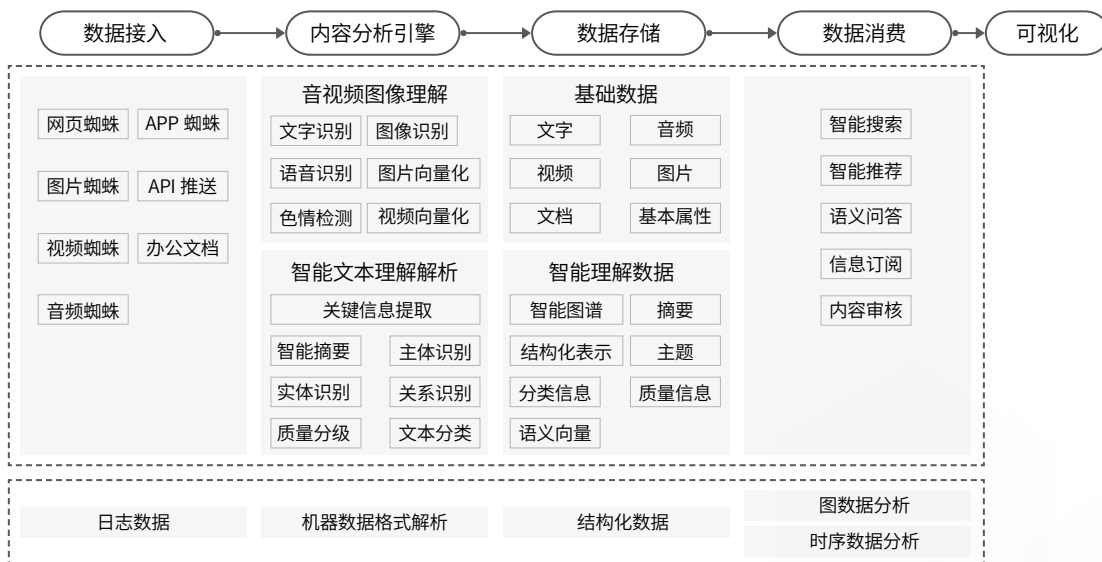 数据接入 内容分析引擎 数据存储 数据消费 可视化
网页蜘蛛 APP 蜘蛛
图片蜘蛛 API 推送
视频蜘蛛 办公文档
音频蜘蛛
音视频图像理解
文字识别 图像识别
语音识别 图片向量化
色情检测 视频向量化
智能文本理解解析
关键信息提取
智能摘要 主体识别
实体识别 关系识别
质量分级 文本分类
基础数据
文字 音频
视频 图片
文档 基本属性
智能理解数据
智能图谱 摘要
结构化表示 主题
分类信息 质量信息
语义向量
智能搜索
智能推荐
语义问答
信息订阅
内容审核
日志数据 机器数据格式解析 结构化数据
图数据分析
时序数据分析